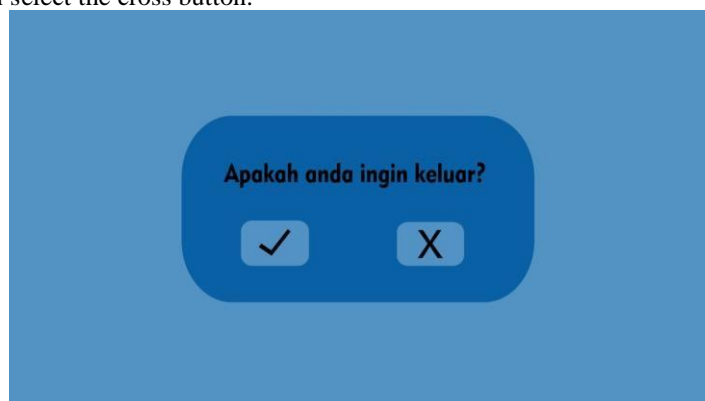 select the cross button.
Apakah anda ingin keluar?
X